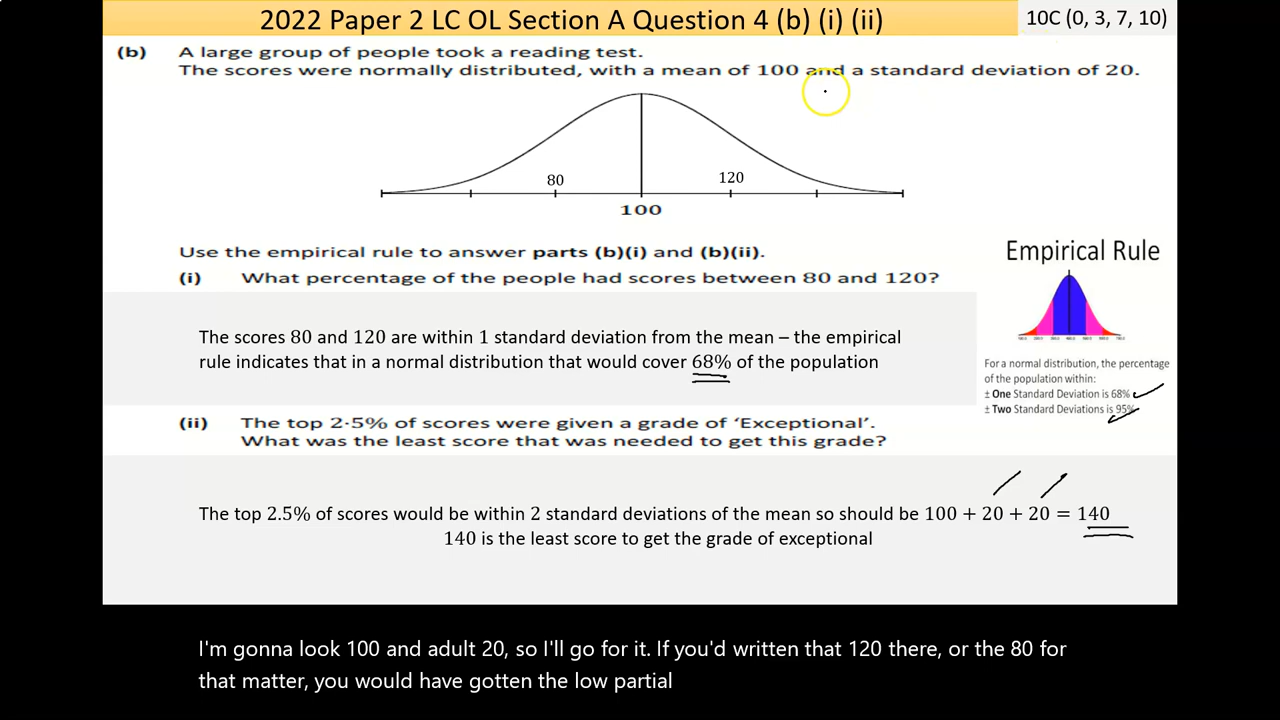 2022 Paper 2 LC OL Section A Question 4 (b) (i) (ii)
10C (0, 3, 7, 10)
(b) A large group of people took a reading test.
The scores were normally distributed, with a mean of 100 and a standard deviation of 20.
80
120
100
Use the empirical rule to answer parts (b)(i) and (b)(ii).
(i) What percentage of the people had scores between 80 and 120?
The scores 80 and 120 are within 1 standard deviation from the mean – the empirical
rule indicates that in a normal distribution that would cover 68% of the population
Empirical Rule
For a normal distribution, the percentage
of the population within:
± One Standard Deviation is 68%
± Two Standard Deviations is 95%
(ii) The top 2·5% of scores were given a grade of ‘Exceptional’.
What was the least score that was needed to get this grade?
The top 2.5% of scores would be within 2 standard deviations of the mean so should be 100 + 20 + 20 = 140
140 is the least score to get the grade of exceptional
I'm gonna look 100 and adult 20, so I'll go for it. If you'd written that 120 there, or the 80 for
that matter, you would have gotten the low partial